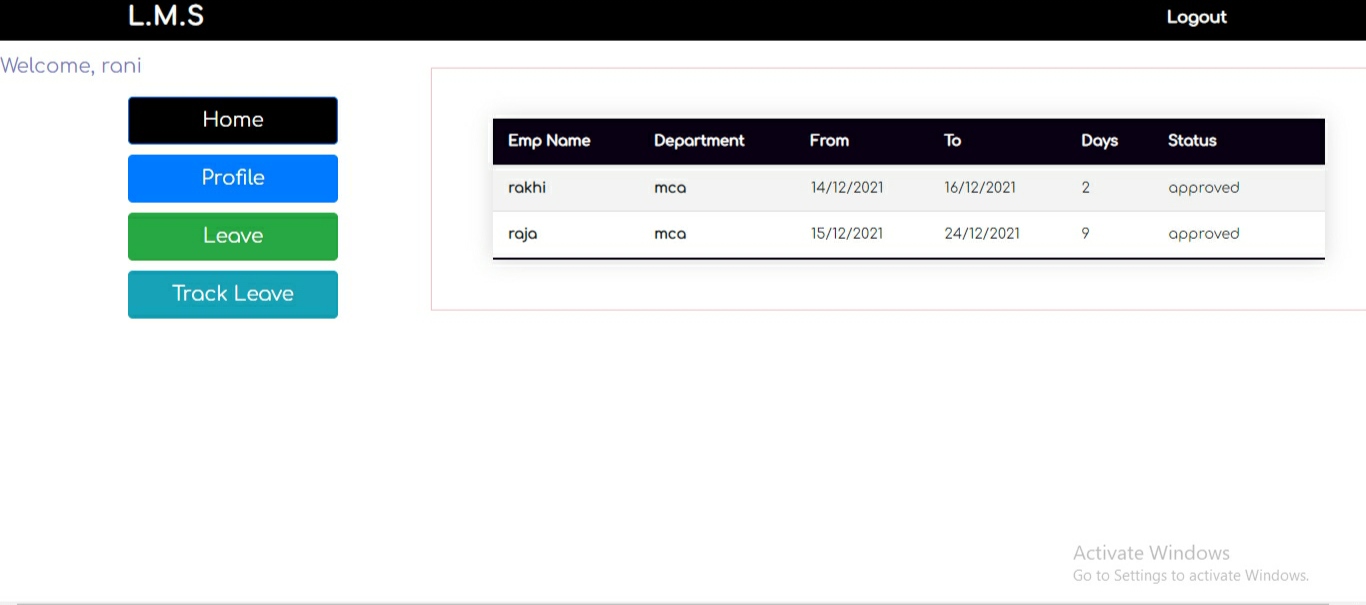 L.M.S Logout
Welcome, rani
Home
Profile
Leave
Track Leave
Emp Name Department From To Days Status
rakhi mca 14/12/2021 16/12/2021 2 approved
raja mca 15/12/2021 24/12/2021 9 approved
Activate Windows
Go to Settings to activate Windows.